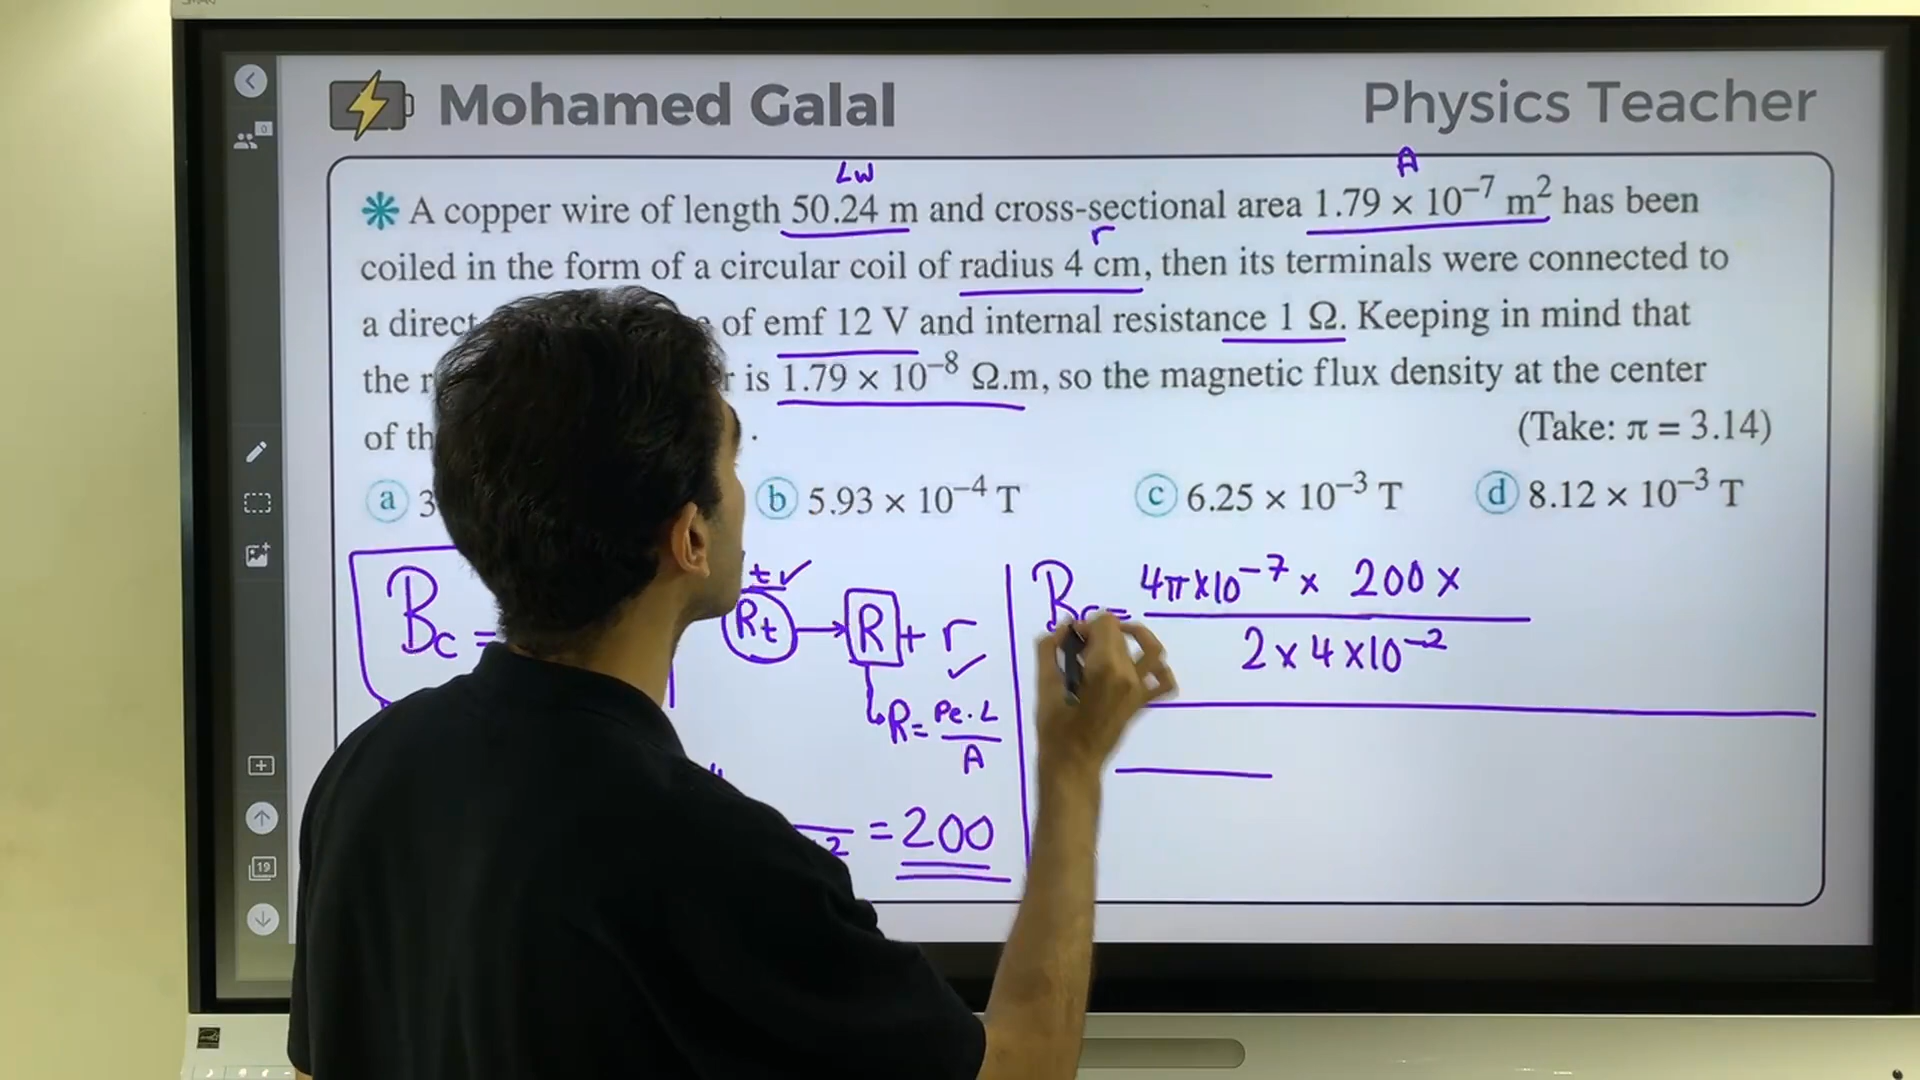 Mohamed Galal
Physics Teacher
Lw
A
A copper wire of length 50.24 m and cross-sectional area 1.79 × 10⁻⁷ m² has been
r
coiled in the form of a circular coil of radius 4 cm, then its terminals were connected to
a direct of emf 12 V and internal resistance 1 Ω. Keeping in mind that
the is 1.79 × 10⁻⁸ Ω.m, so the magnetic flux density at the center
of .
(Take: π = 3.14)
a 3
b 5.93 × 10⁻⁴ T
c 6.25 × 10⁻³ T
d 8.12 × 10⁻³ T
Bc =
t ✓
Rt → R + r ✓
R = Pe.L / A
= 200
Bc = 4π×10⁻⁷ × 200 × / 2 × 4 × 10⁻²
0
19